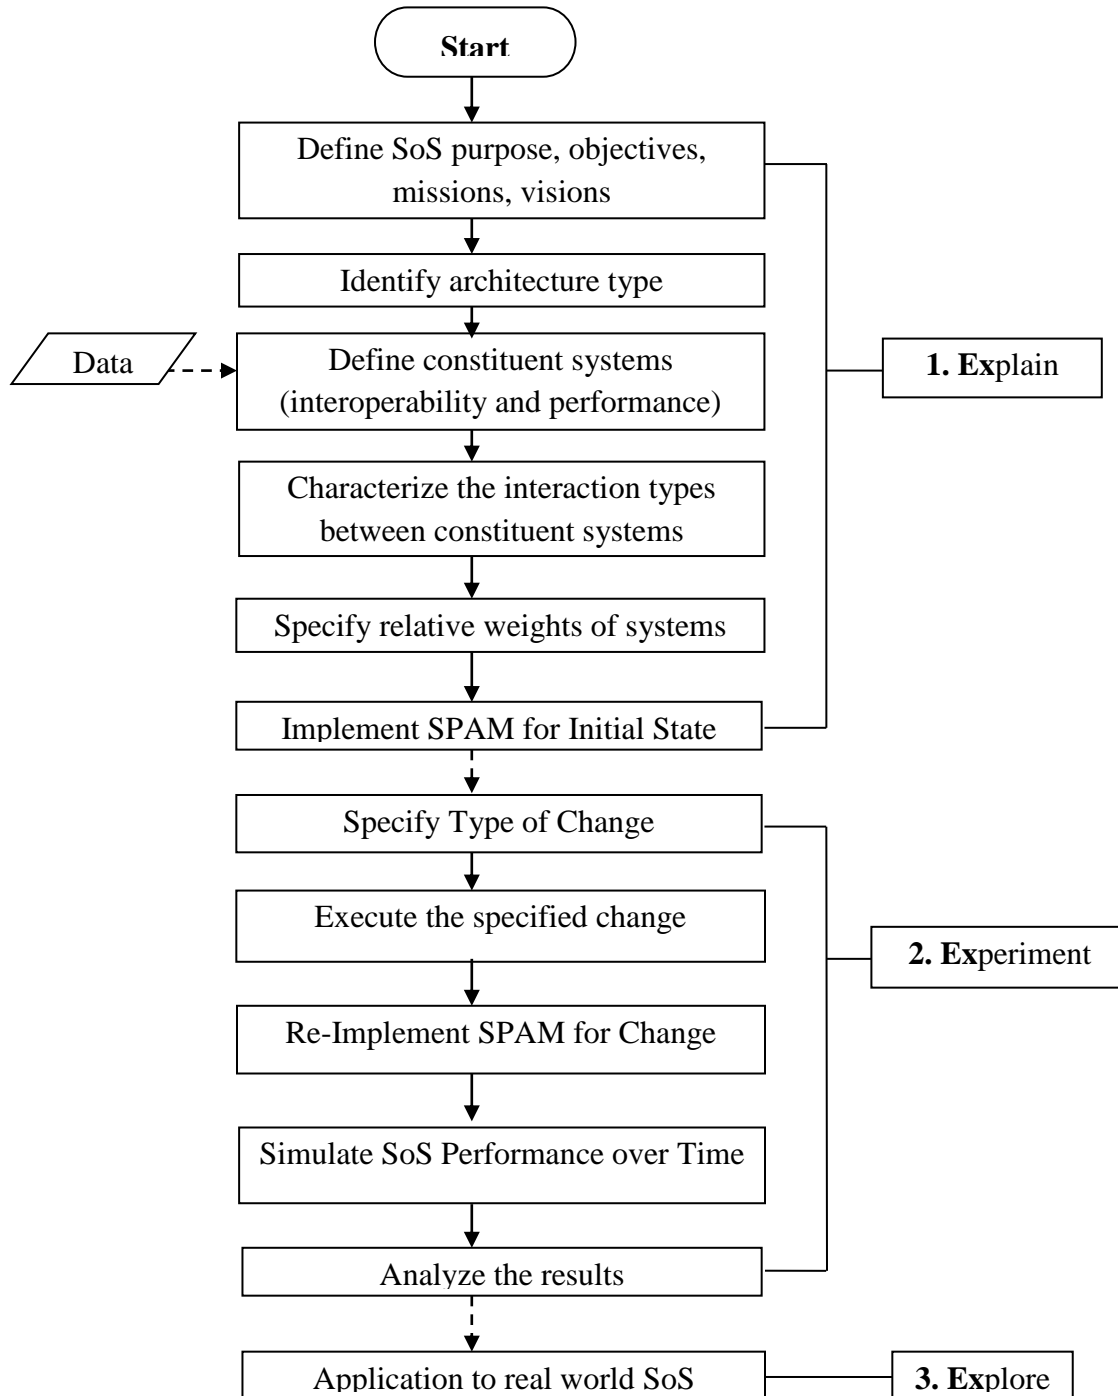 Start
Define SoS purpose, objectives,
missions, visions
Identify architecture type
Data
Define constituent systems
(interoperability and performance)
1. Explain
Characterize the interaction types
between constituent systems
Specify relative weights of systems
Implement SPAM for Initial State
Specify Type of Change
Execute the specified change
2. Experiment
Re-Implement SPAM for Change
Simulate SoS Performance over Time
Analyze the results
Application to real world SoS
3. Explore